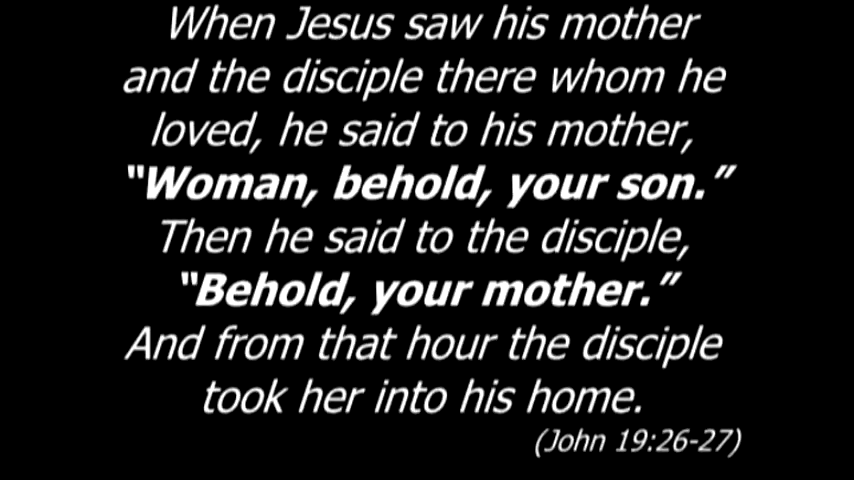 When Jesus saw his mother
and the disciple there whom he
loved, he said to his mother,
“Woman, behold, your son.”
Then he said to the disciple,
“Behold, your mother.”
And from that hour the disciple
took her into his home.
(John 19:26-27)